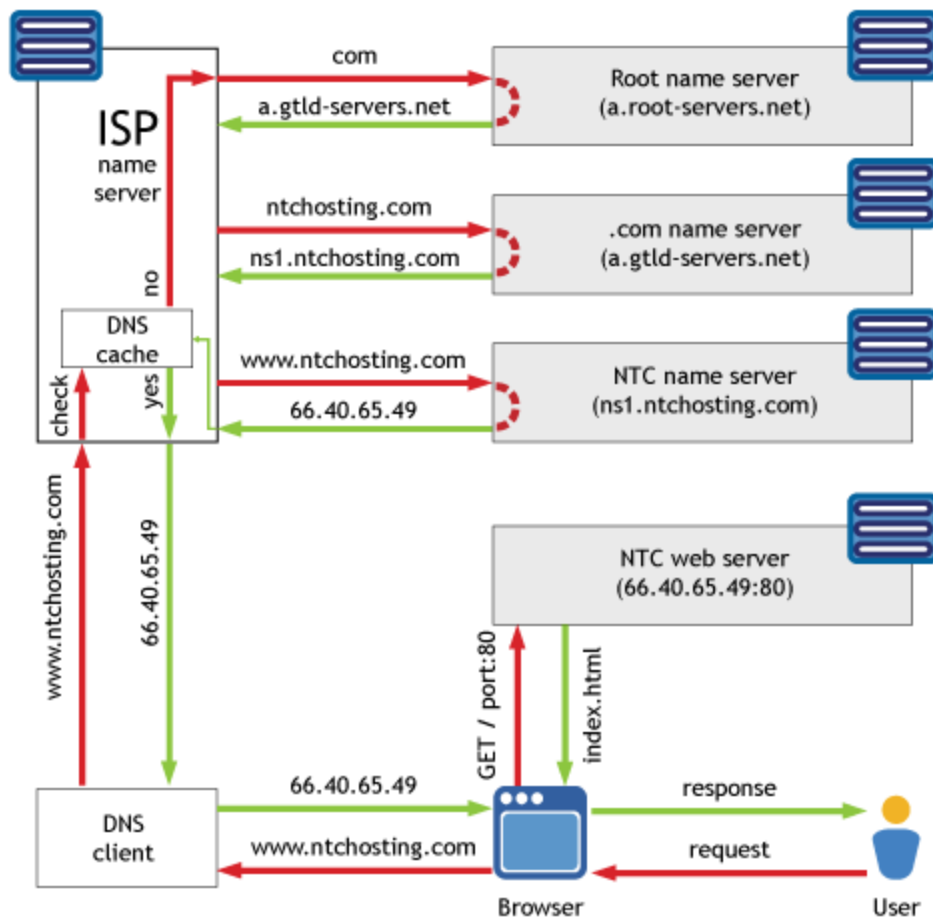 com
Root name server
(a.root-servers.net)
a.gtld-servers.net
ISP
name
server
ntchosting.com
.com name server
(a.gtld-servers.net)
ns1.ntchosting.com
no
DNS
cache
www.ntchosting.com
NTC name server
(ns1.ntchosting.com)
66.40.65.49
check
yes
www.ntchosting.com
66.40.65.49
NTC web server
(66.40.65.49:80)
GET / port:80
index.html
DNS
client
66.40.65.49
www.ntchosting.com
response
request
Browser
User